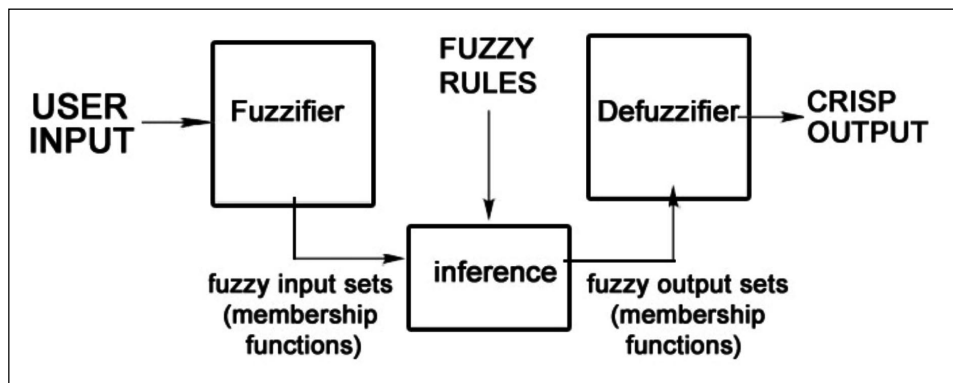 USER
INPUT
Fuzzifier
FUZZY
RULES
Defuzzifier
CRISP
OUTPUT
fuzzy input sets
(membership
functions)
inference
fuzzy output sets
(membership
functions)